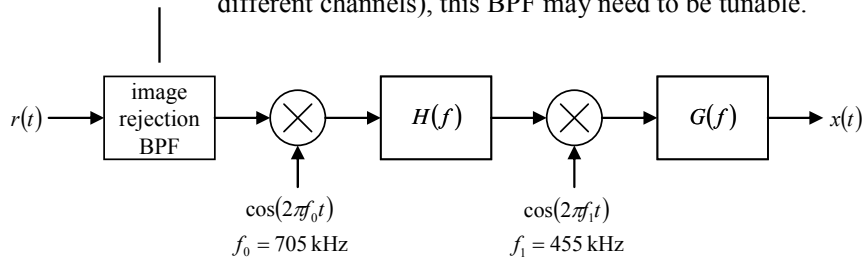 different channels), this BPF may need to be tunable.
image
rejection
BPF
r(t)
H(f)
G(f)
x(t)
cos(2πf₀t)
f₀ = 705 kHz
cos(2πf₁t)
f₁ = 455 kHz